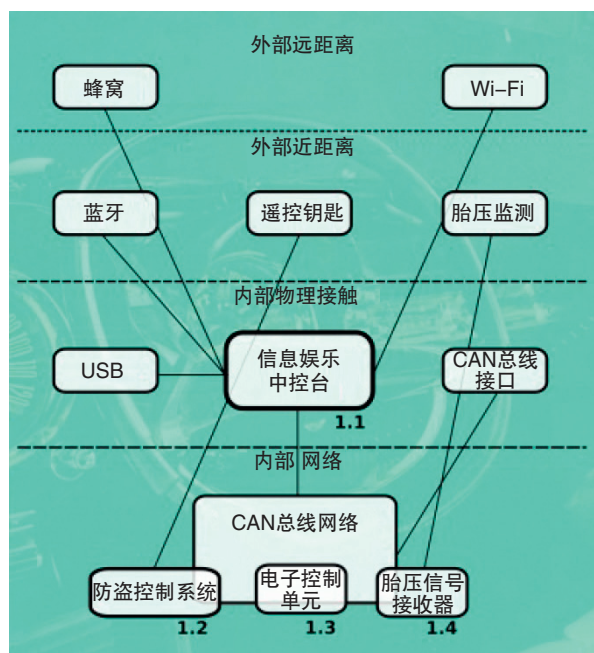 外部远距离
蜂窝
Wi–Fi
外部近距离
蓝牙
遥控钥匙
胎压监测
内部物理接触
USB
信息娱乐
中控台
CAN总线
接口
1.1
内部 网络
CAN总线网络
防盗控制系统
电子控制
单元
胎压信号
接收器
1.2
1.3
1.4